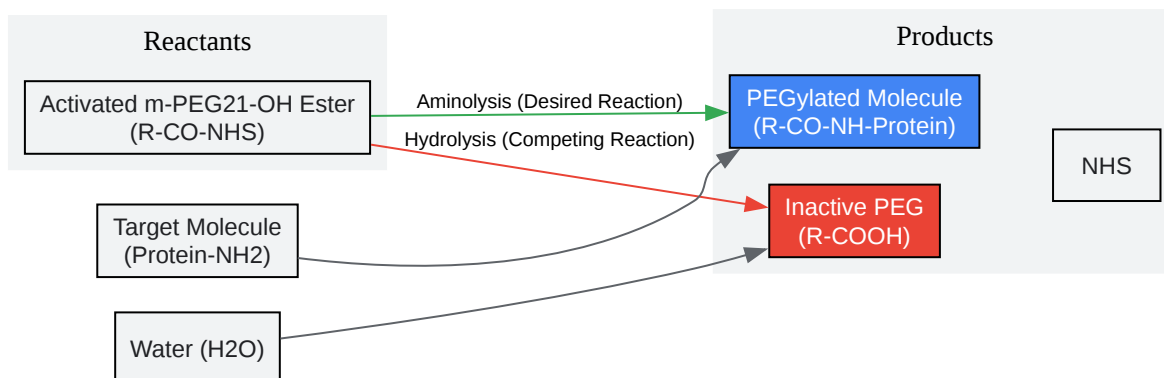 Reactants
Activated m-PEG21-OH Ester
(R-CO-NHS)
Target Molecule
(Protein-NH2)
Water (H2O)
Aminolysis (Desired Reaction)
Hydrolysis (Competing Reaction)
Products
PEGylated Molecule
(R-CO-NH-Protein)
Inactive PEG
(R-COOH)
NHS